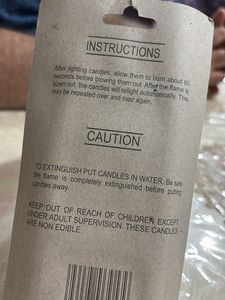 INSTRUCTIONS
After lighting candles, allow them to burn about 60
seconds before blowing them out. After the flame is
blown out, the candles will relight automatically. This
may be repeated over and over again.
CAUTION
TO EXTINGUISH PUT CANDLES IN WATER. Be sure
the flame is completely extinguished before putting
candles away.
KEEP OUT OF REACH OF CHILDREN EXCEPT
UNDER ADULT SUPERVISION. THESE CANDLES
ARE NON EDIBLE.